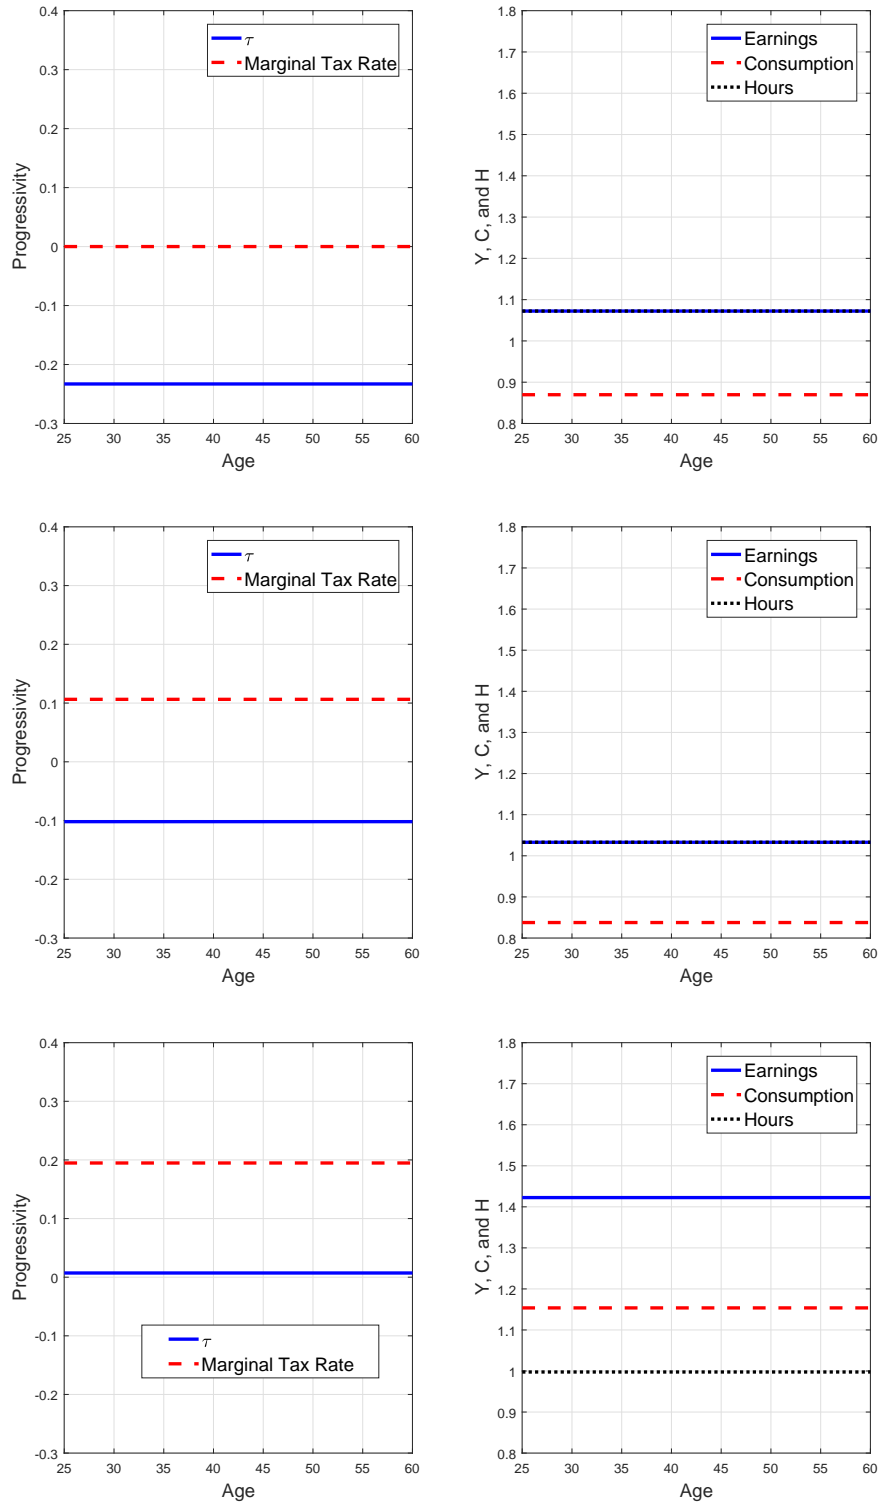 0.4
0.3
0.2
0.1
0
-0.1
-0.2
-0.3
Progressivity
τ
Marginal Tax Rate
25 30 35 40 45 50 55 60
Age
1.8
1.7
1.6
1.5
1.4
1.3
1.2
1.1
1
0.9
0.8
Y, C, and H
Earnings
Consumption
Hours
25 30 35 40 45 50 55 60
Age
0.4
0.3
0.2
0.1
0
-0.1
-0.2
-0.3
Progressivity
τ
Marginal Tax Rate
25 30 35 40 45 50 55 60
Age
1.8
1.7
1.6
1.5
1.4
1.3
1.2
1.1
1
0.9
0.8
Y, C, and H
Earnings
Consumption
Hours
25 30 35 40 45 50 55 60
Age
0.4
0.3
0.2
0.1
0
-0.1
-0.2
-0.3
Progressivity
τ
Marginal Tax Rate
25 30 35 40 45 50 55 60
Age
1.8
1.7
1.6
1.5
1.4
1.3
1.2
1.1
1
0.9
0.8
Y, C, and H
Earnings
Consumption
Hours
25 30 35 40 45 50 55 60
Age